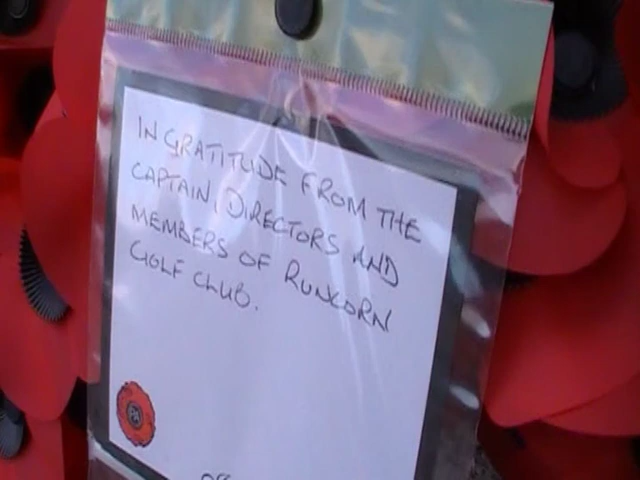 IN GRATITUDE FROM THE
CAPTAIN, DIRECTORS AND
MEMBERS OF RUNCORN
GOLF CLUB.